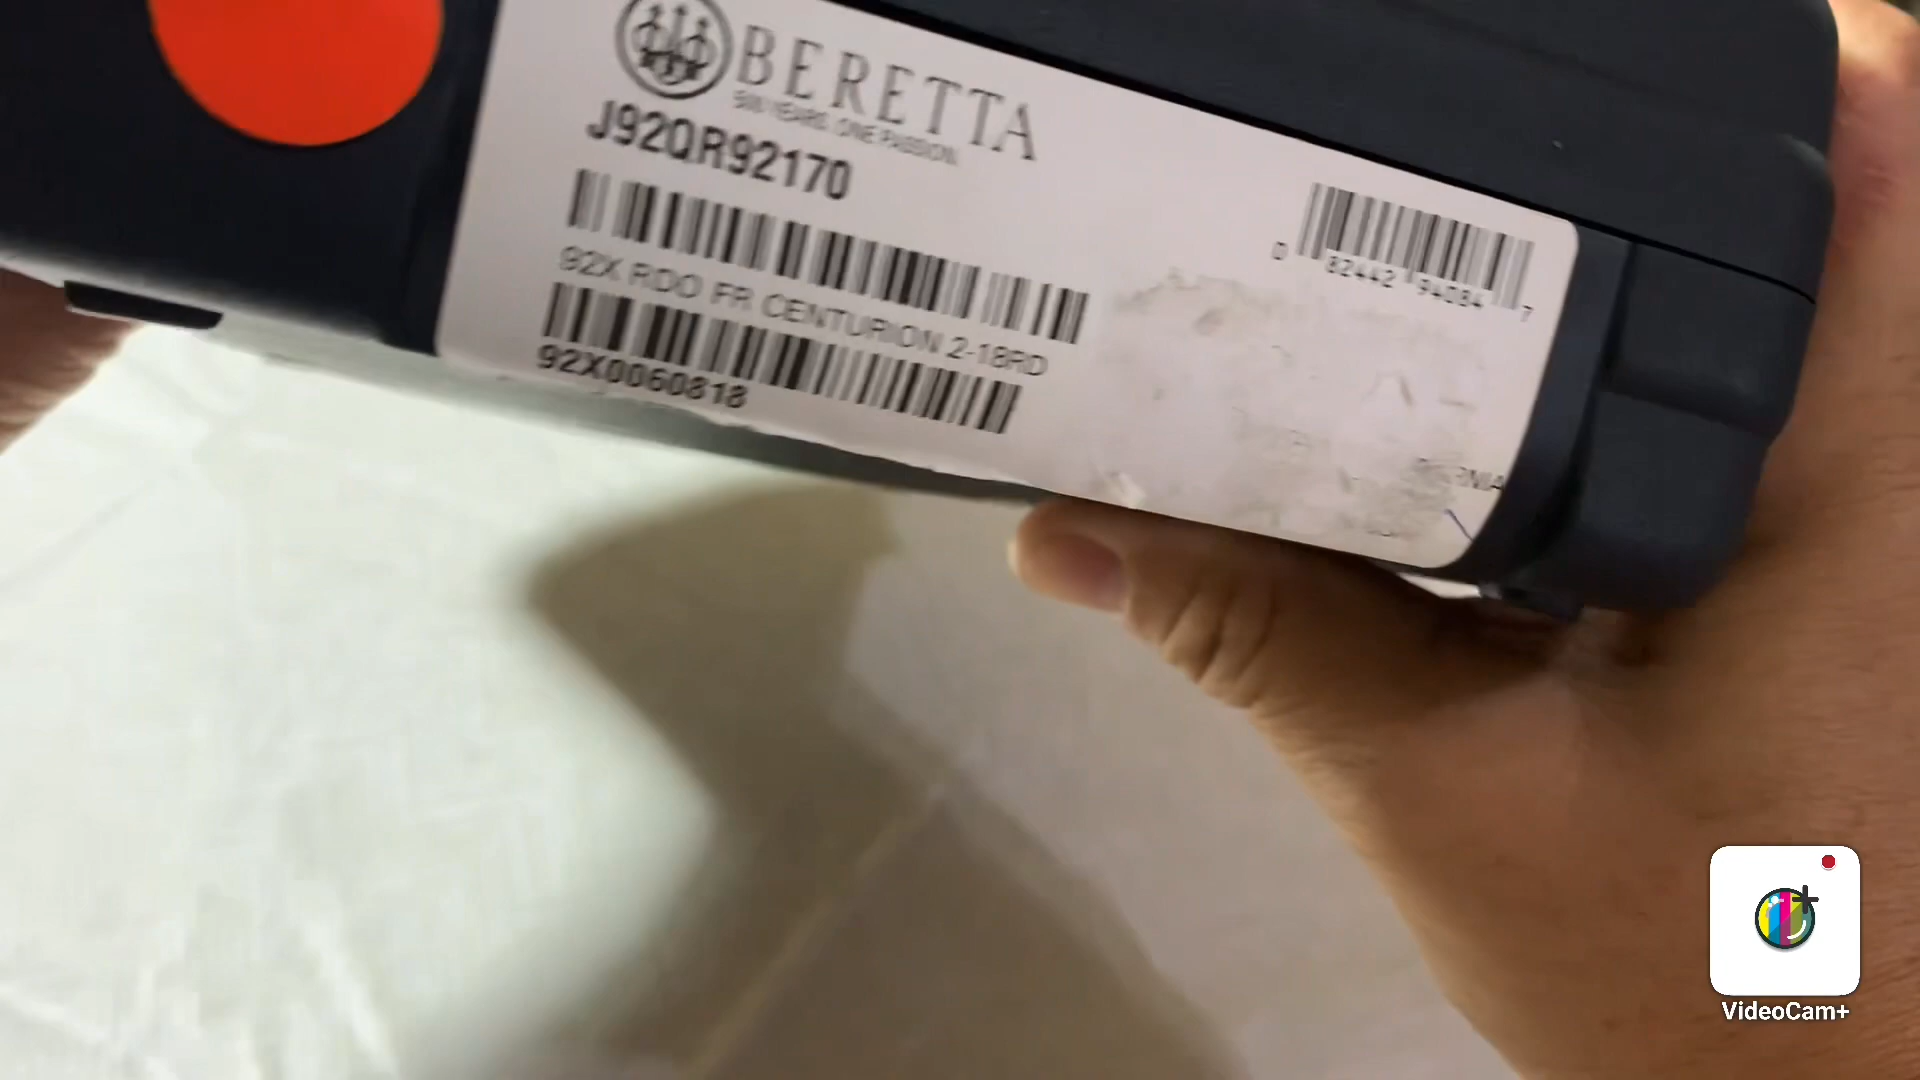 BERETTA
500 YEARS. ONE PASSION.
J92QR92170
92X RDO FR CENTURION 2-18RD
92X0060818
0 82442 94084 7
VideoCam+